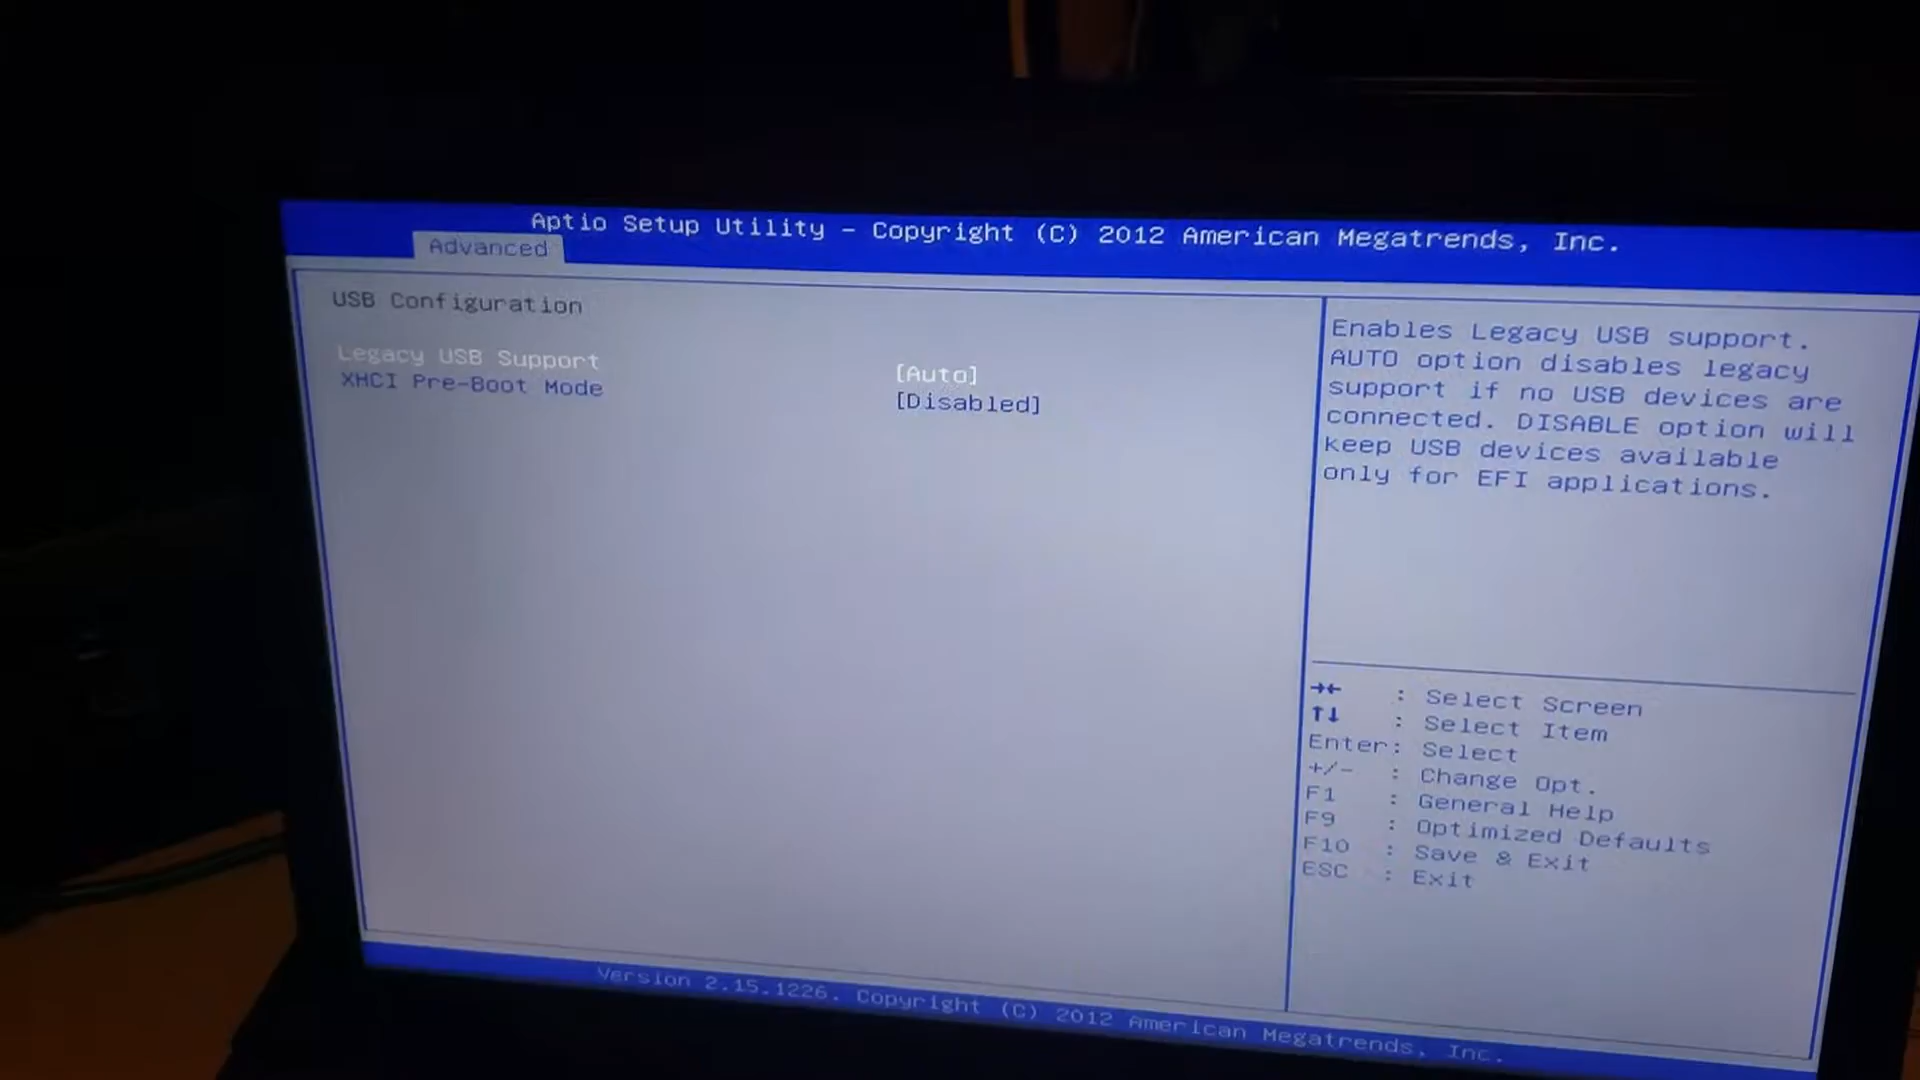 Aptio Setup Utility – Copyright (C) 2012 American Megatrends, Inc.
Advanced
USB Configuration
Legacy USB Support [Auto]
XHCI Pre-Boot Mode [Disabled]
Enables Legacy USB support.
AUTO option disables legacy
support if no USB devices are
connected. DISABLE option will
keep USB devices available
only for EFI applications.
→← : Select Screen
↑↓ : Select Item
Enter: Select
+/- : Change Opt.
F1 : General Help
F9 : Optimized Defaults
F10 : Save & Exit
ESC : Exit
Version 2.15.1226. Copyright (C) 2012 American Megatrends, Inc.